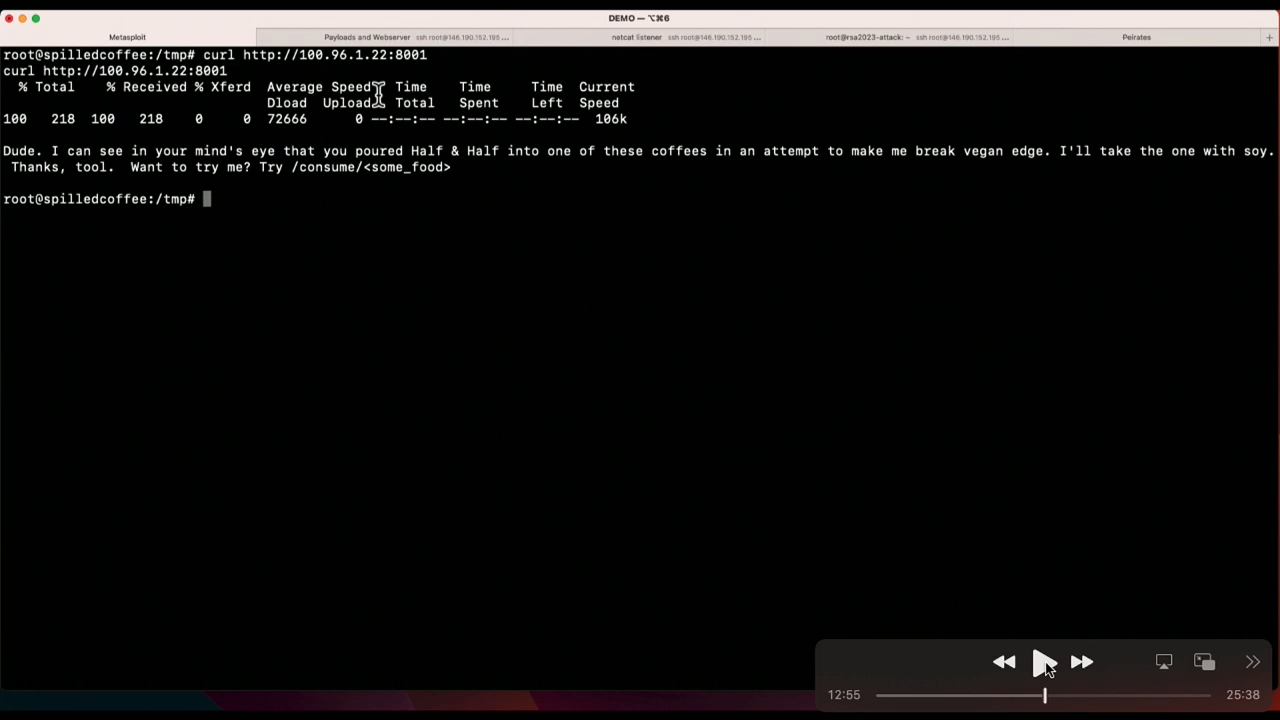 DEMO — ⌥⌘6
Metasploit
Payloads and Webserver ssh root@146.190.152.195 ...
netcat listener ssh root@146.190.152.195 ...
root@rsa2023-attack: ~ ssh root@146.190.152.195 ...
Peirates
root@spilledcoffee:/tmp# curl http://100.96.1.22:8001
curl http://100.96.1.22:8001
% Total % Received % Xferd Average Speed Time Time Time Current
Dload Upload Total Spent Left Speed
100 218 100 218 0 0 72666 0 --:--:-- --:--:-- --:--:-- 106k
Dude. I can see in your mind's eye that you poured Half & Half into one of these coffees in an attempt to make me break vegan edge. I'll take the one with soy.
Thanks, tool. Want to try me? Try /consume/<some_food>
root@spilledcoffee:/tmp#
12:55
25:38